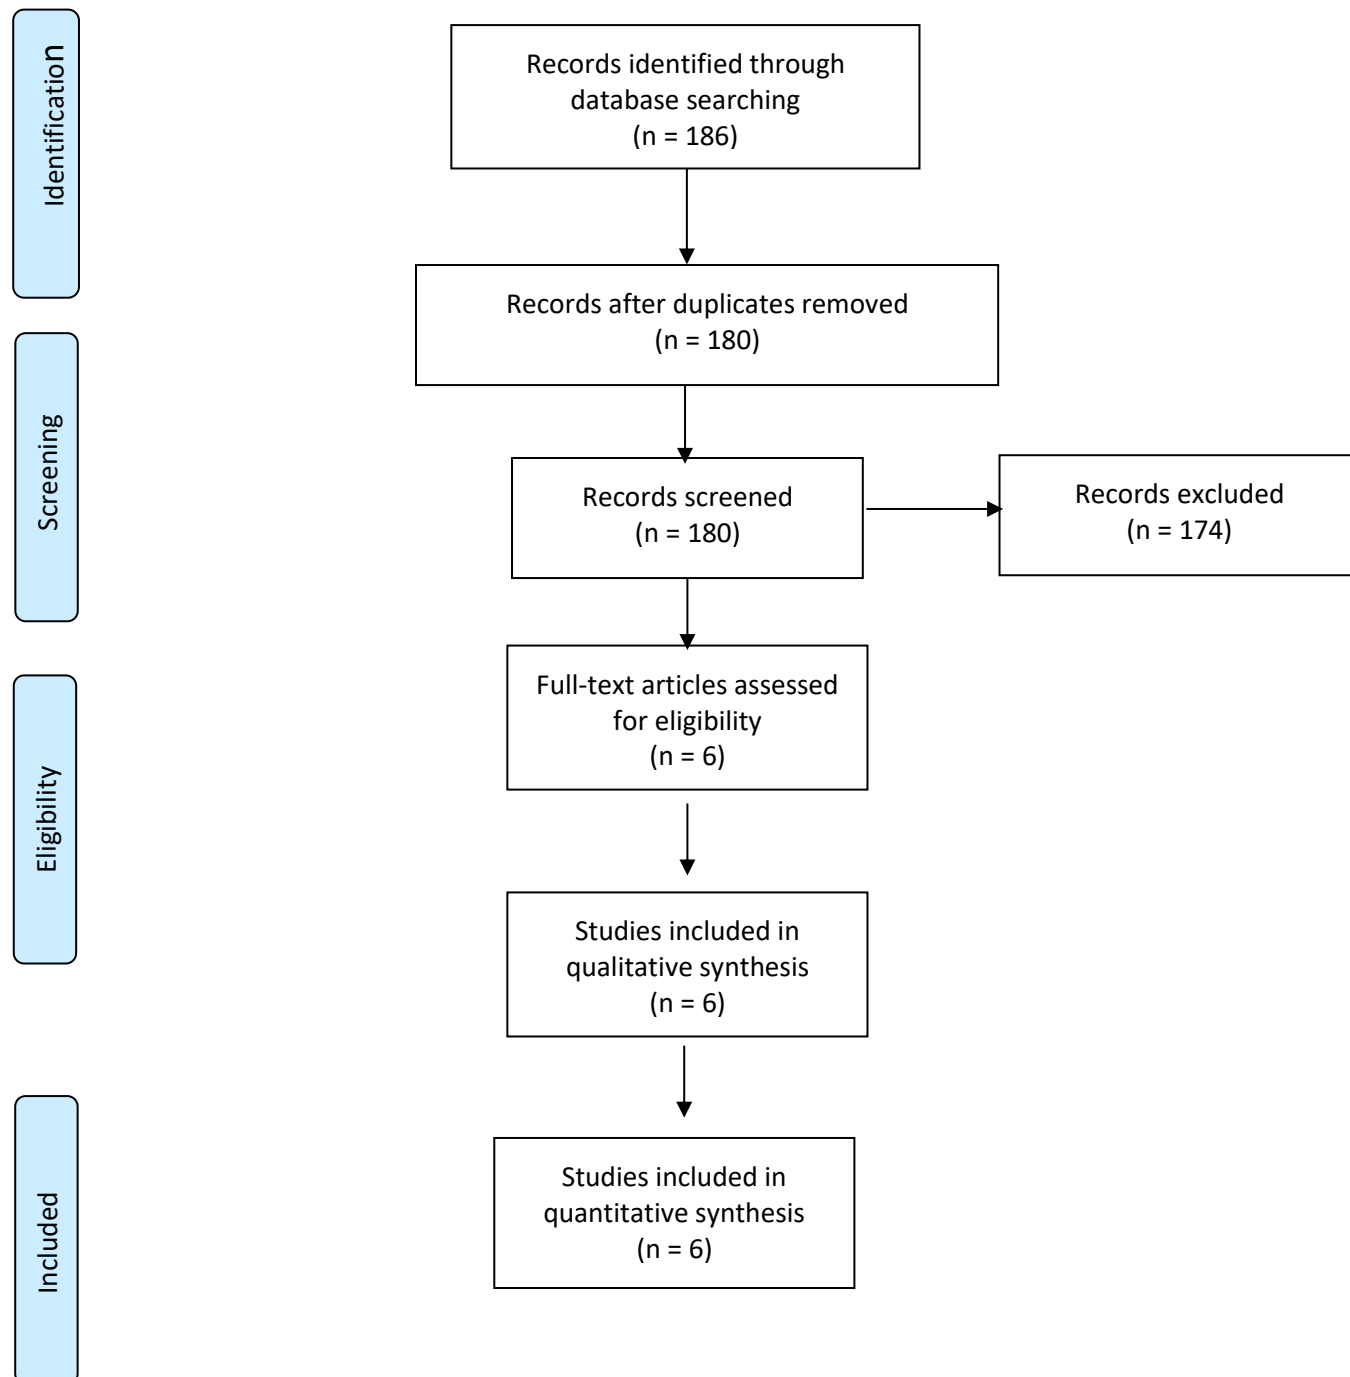 Identification
Records identified through
database searching
(n = 186)
Records after duplicates removed
(n = 180)
Screening
Records screened
(n = 180)
Records excluded
(n = 174)
Full-text articles assessed
for eligibility
(n = 6)
Eligibility
Studies included in
qualitative synthesis
(n = 6)
Included
Studies included in
quantitative synthesis
(n = 6)